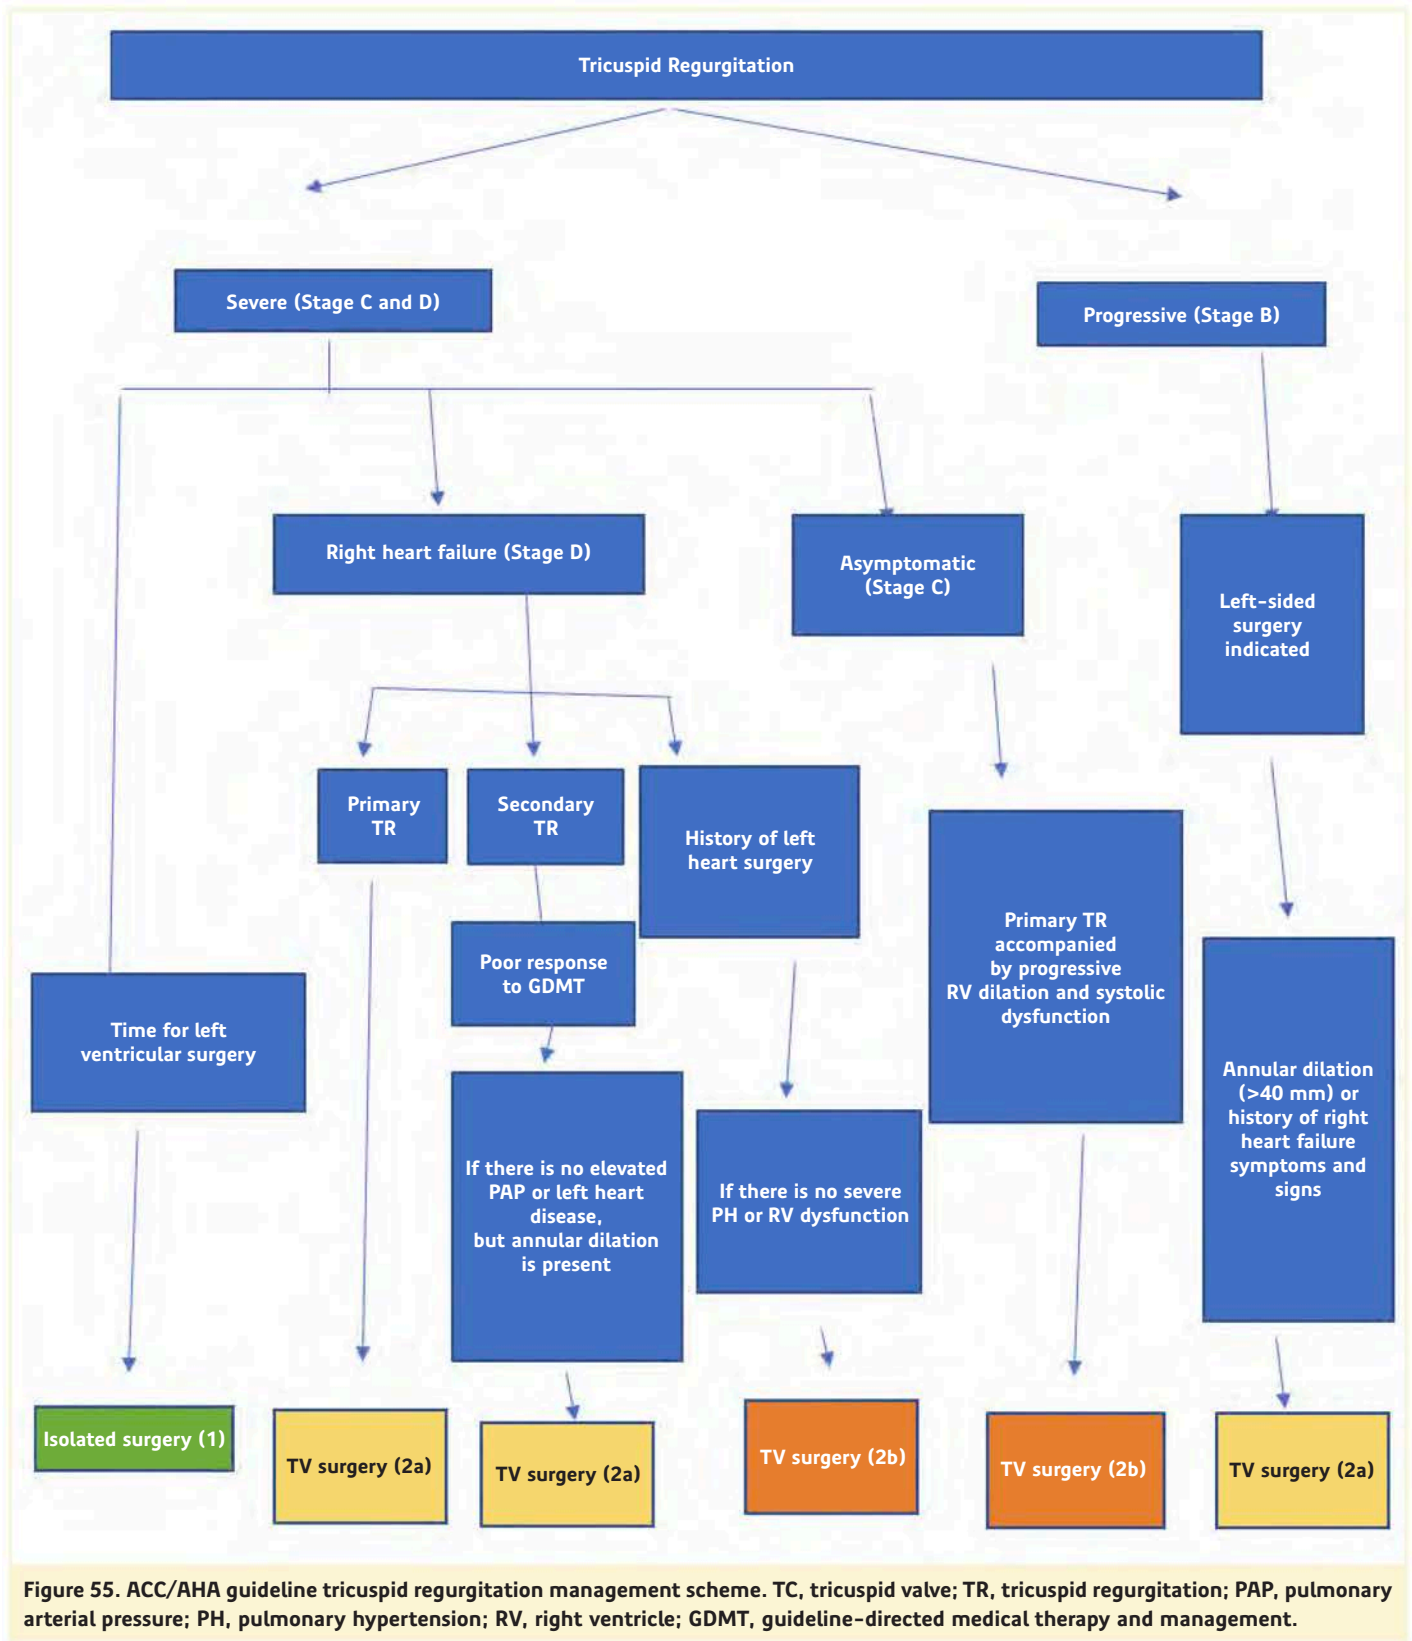 Tricuspid Regurgitation
Severe (Stage C and D)
Progressive (Stage B)
Right heart failure (Stage D)
Asymptomatic
(Stage C)
Left-sided
surgery
indicated
Primary
TR
Secondary
TR
History of left
heart surgery
Poor response
to GDMT
Primary TR
accompanied
by progressive
RV dilation and systolic
dysfunction
Time for left
ventricular surgery
If there is no elevated
PAP or left heart
disease,
but annular dilation
is present
If there is no severe
PH or RV dysfunction
Annular dilation
(>40 mm) or
history of right
heart failure
symptoms and
signs
Isolated surgery (1)
TV surgery (2a)
TV surgery (2a)
TV surgery (2b)
TV surgery (2b)
TV surgery (2a)
Figure 55. ACC/AHA guideline tricuspid regurgitation management scheme. TC, tricuspid valve; TR, tricuspid regurgitation; PAP, pulmonary
arterial pressure; PH, pulmonary hypertension; RV, right ventricle; GDMT, guideline-directed medical therapy and management.